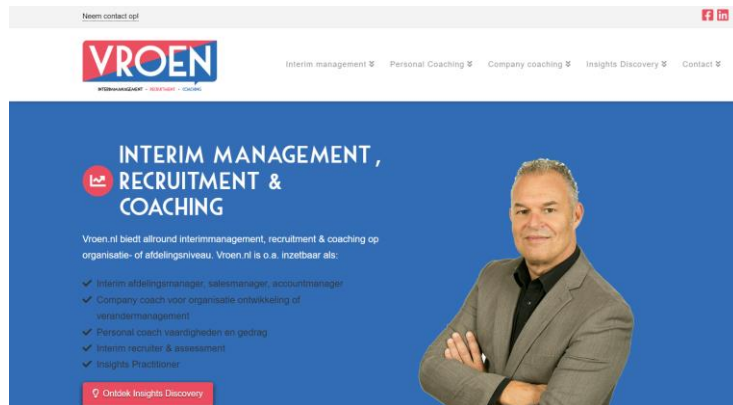 Neem contact op!
VROEN
INTERIMMANAGEMENT - RECRUITMENT - COACHING
Interim management
Personal Coaching
Company coaching
Insights Discovery
Contact
INTERIM MANAGEMENT,
RECRUITMENT &
COACHING
Vroen.nl biedt allround interimmanagement, recruitment & coaching op
organisatie- of afdelingsniveau. Vroen.nl is o.a. inzetbaar als:
Interim afdelingsmanager, salesmanager, accountmanager
Company coach voor organisatie ontwikkeling of
verandermanagement
Personal coach vaardigheden en gedrag
Interim recruiter & assessment
Insights Practitioner
Ontdek Insights Discovery